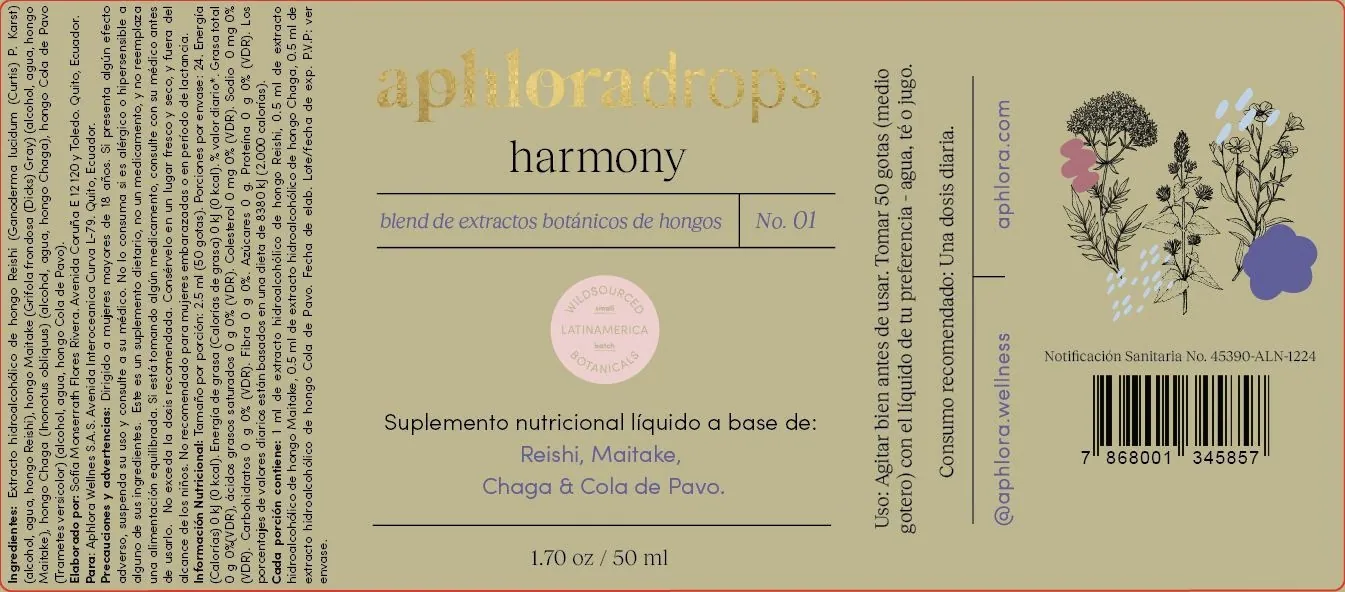 Ingredientes: Extracto hidroalcohólico de hongo Reishi (Ganoderma lucidum (Curtis) P. Karst)
(alcohol, agua, hongo Reishi), hongo Maitake (Grifola frondosa (Dicks) Gray) (alcohol, agua, hongo
Maitake), hongo Chaga (Inonotus obliquus) (alcohol, agua, hongo Chaga), hongo Cola de Pavo
(Trametes versicolor) (alcohol, agua, hongo Cola de Pavo).
Elaborado por: Sofía Monserrath Flores Rivera. Avenida Coruña E 12 120 y Toledo. Quito, Ecuador.
Para: Aphlora Wellnes S.A.S. Avenida Interoceanica Curva L-79. Quito, Ecuador.
Precauciones y advertencias: Dirigido a mujeres mayores de 18 años. Si presenta algún efecto
adverso, suspenda su uso y consulte a su médico. No lo consuma si es alérgico o hipersensible a
alguno de sus ingredientes. Este es un suplemento dietario, no un medicamento, y no reemplaza
una alimentación equilibrada. Si está tomando algún medicamento, consulte con su médico antes
de usarlo. No exceda la dosis recomendada. Consérvelo en un lugar fresco y seco, y fuera del
alcance de los niños. No recomendado para mujeres embarazadas o en período de lactancia.
Información Nutricional: Tamaño por porción: 2.5 ml (50 gotas). Porciones por envase: 24. Energía
(Calorías) 0 kJ (0 kcal). Energía de grasa (Calorías de grasa) 0 kJ (0 kcal). % valor diario*. Grasa total
0 g 0%(VDR), ácidos grasos saturados 0 g 0% (VDR). Colesterol 0 mg 0% (VDR). Sodio 0 mg 0%
(VDR). Carbohidratos 0 g 0% (VDR). Fibra 0 g 0%. Azúcares 0 g. Proteína 0 g 0% (VDR). Los
porcentajes de valores diarios están basados en una dieta de 8380 kJ (2.000 calorías).
Cada porción contiene: 1 ml de extracto hidroalcohólico de hongo Reishi, 0.5 ml de extracto
hidroalcohólico de hongo Maitake, 0.5 ml de extracto hidroalcohólico de hongo Chaga, 0.5 ml de
extracto hidroalcohólico de hongo Cola de Pavo. Fecha de elab. Lote/fecha de exp. P.V.P: ver
envase.
aphloradrops
harmony
blend de extractos botánicos de hongos
No. 01
WILDSOURCED
small
LATINAMERICA
batch
BOTANICALS
Suplemento nutricional líquido a base de:
Reishi, Maitake,
Chaga & Cola de Pavo.
1.70 oz / 50 ml
Uso: Agitar bien antes de usar. Tomar 50 gotas (medio
gotero) con el líquido de tu preferencia - agua, té o jugo.
Consumo recomendado: Una dosis diaria.
@aphlora.wellness
aphlora.com
Notificación Sanitaria No. 45390-ALN-1224
7 868001 345857